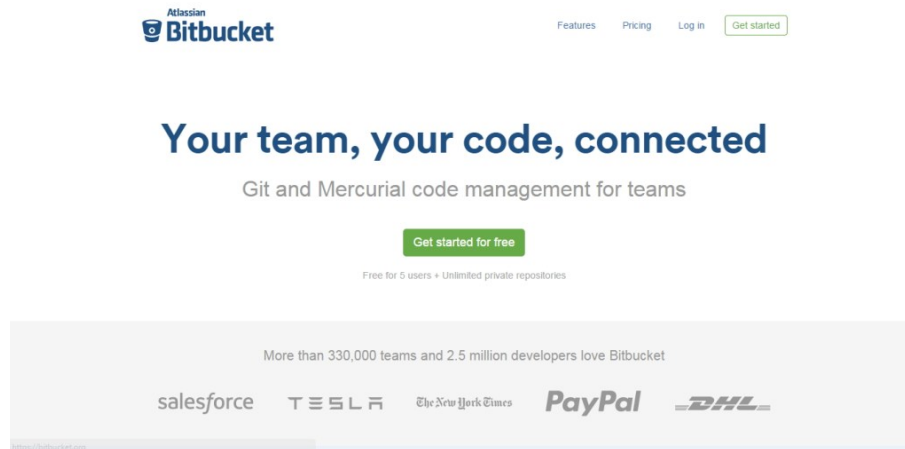 Atlassian
Bitbucket
Features Pricing Log in Get started
Your team, your code, connected
Git and Mercurial code management for teams
Get started for free
Free for 5 users + Unlimited private repositories
More than 330,000 teams and 2.5 million developers love Bitbucket
salesforce TESLA The New York Times PayPal DHL